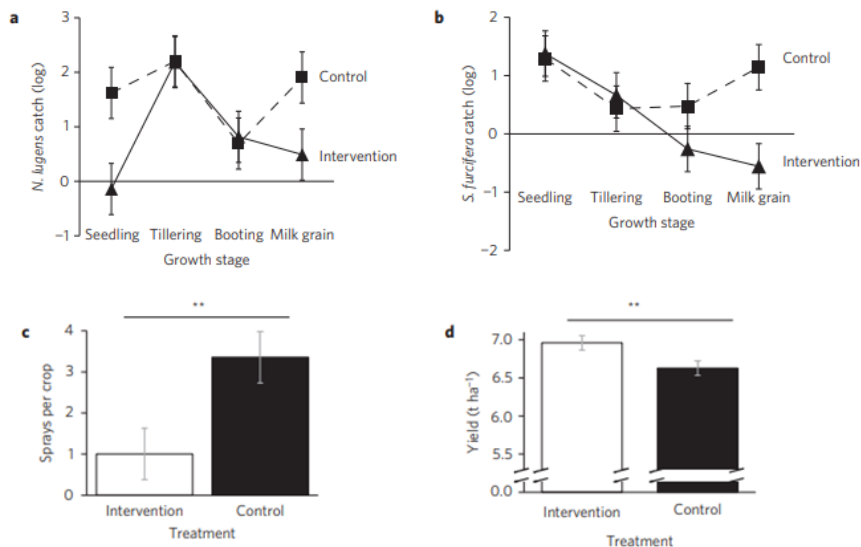 a
3
2
1
0
−1
N. lugens catch (log)
Control
Intervention
Seedling Tillering Booting Milk grain
Growth stage
b
2
1
0
−1
−2
S. furcifera catch (log)
Control
Intervention
Seedling Tillering Booting Milk grain
Growth stage
c
**
4
3
2
1
0
Sprays per crop
Intervention Control
Treatment
d
**
7.0
6.5
6.0
5.5
0.0
Yield (t ha⁻¹)
Intervention Control
Treatment